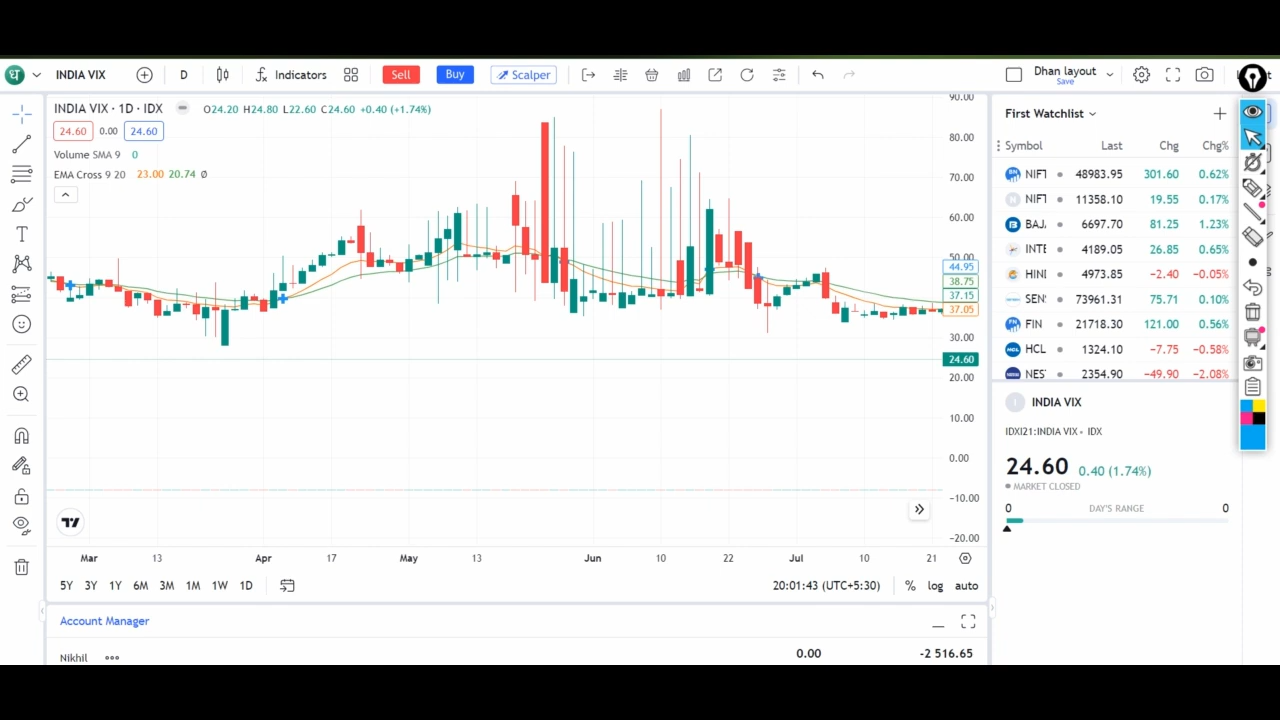 ध INDIA VIX D Indicators Sell Buy Scalper Dhan layout
Save
INDIA VIX · 1D · IDX O24.20 H24.80 L22.60 C24.60 +0.40 (+1.74%)
24.60 0.00 24.60
Volume SMA 9 0
EMA Cross 9 20 23.00 20.74 Ø
90.00
80.00
70.00
60.00
50.00
44.95
38.75
37.15
37.05
30.00
24.60
20.00
10.00
0.00
−10.00
−20.00
Mar 13 Apr 17 May 13 Jun 10 22 Jul 10 21
5Y 3Y 1Y 6M 3M 1M 1W 1D 20:01:43 (UTC+5:30) % log auto
Account Manager
Nikhil 0.00 -2 516.65
First Watchlist
Symbol Last Chg Chg%
NIFT 48983.95 301.60 0.62%
NIFT 11358.10 19.55 0.17%
BAJ 6697.70 81.25 1.23%
INTE 4189.05 26.85 0.65%
HINI 4973.85 −2.40 −0.05%
SEN 73961.31 75.71 0.10%
FIN 21718.30 121.00 0.56%
HCL 1324.10 −7.75 −0.58%
NES 2354.90 −49.90 −2.08%
I INDIA VIX
IDXI21:INDIA VIX • IDX
24.60 0.40 (1.74%)
MARKET CLOSED
0 DAY'S RANGE 0